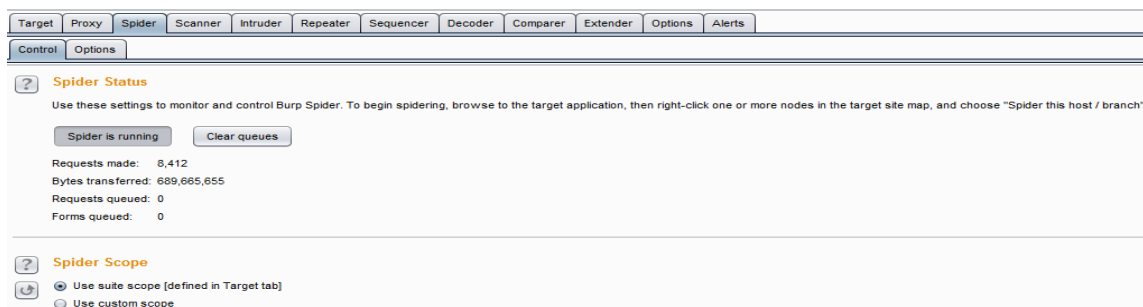 Target Proxy Spider Scanner Intruder Repeater Sequencer Decoder Comparer Extender Options Alerts
Control Options
? Spider Status
Use these settings to monitor and control Burp Spider. To begin spidering, browse to the target application, then right-click one or more nodes in the target site map, and choose "Spider this host / branch"
Spider is running Clear queues
Requests made: 8,412
Bytes transferred: 689,665,655
Requests queued: 0
Forms queued: 0
? Spider Scope
Use suite scope [defined in Target tab]
Use custom scope